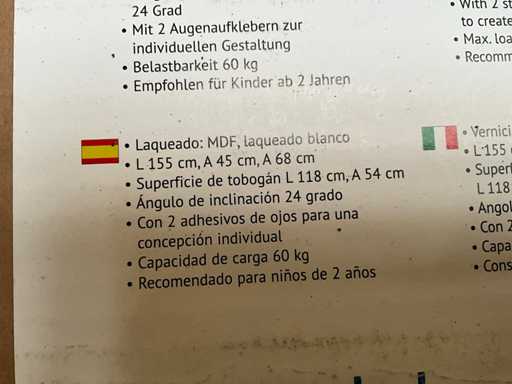 24 Grad
• Mit 2 Augenaufklebern zur
individuellen Gestaltung
• Belastbarkeit 60 kg
• Empfohlen für Kinder ab 2 Jahren
• With 2
to create
• Max. loa
• Recomm
• Laqueado: MDF, laqueado blanco
• L 155 cm, A 45 cm, A 68 cm
• Superficie de tobogán L 118 cm, A 54 cm
• Ángulo de inclinación 24 grado
• Con 2 adhesivos de ojos para una
concepción individual
• Capacidad de carga 60 kg
• Recomendado para niños de 2 años
• Vernici
• L 155
• Superf
L 118
• Angol
• Con 2
• Capa
• Cons